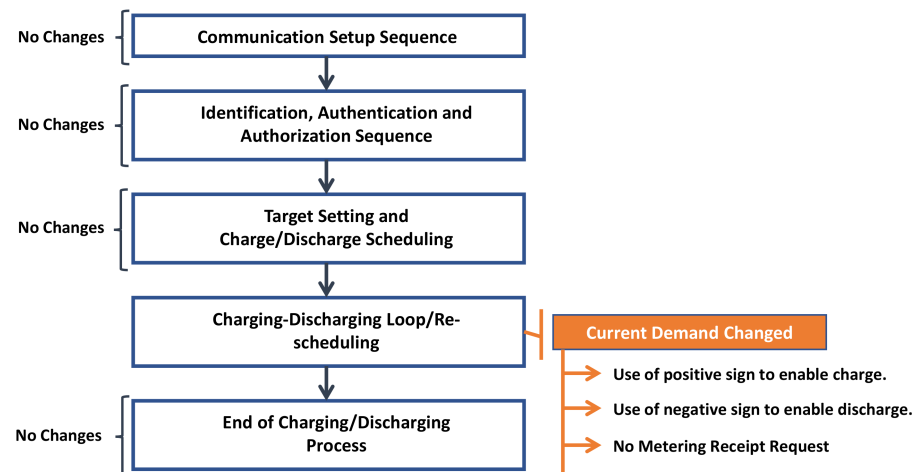 No Changes
Communication Setup Sequence
No Changes
Identification, Authentication and
Authorization Sequence
No Changes
Target Setting and
Charge/Discharge Scheduling
Charging-Discharging Loop/Re-
scheduling
Current Demand Changed
Use of positive sign to enable charge.
Use of negative sign to enable discharge.
No Metering Receipt Request
No Changes
End of Charging/Discharging
Process